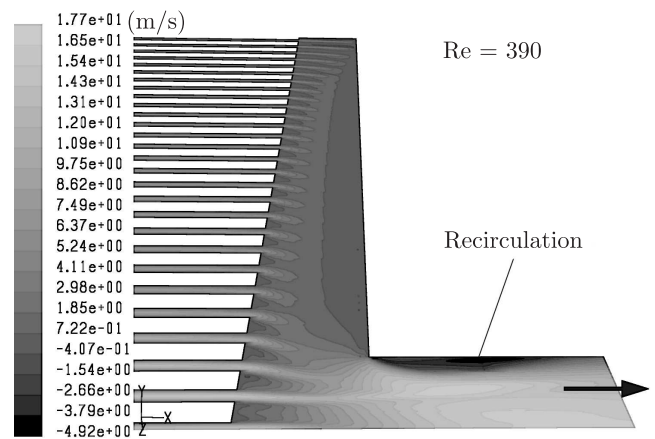 1.77e+01 (m/s)
1.65e+01
1.54e+01
1.43e+01
1.31e+01
1.20e+01
1.09e+01
9.75e+00
8.62e+00
7.49e+00
6.37e+00
5.24e+00
4.11e+00
2.98e+00
1.85e+00
7.22e-01
-4.07e-01
-1.54e+00
-2.66e+00
-3.79e+00
-4.92e+00
Re = 390
Recirculation
Y
X
Z